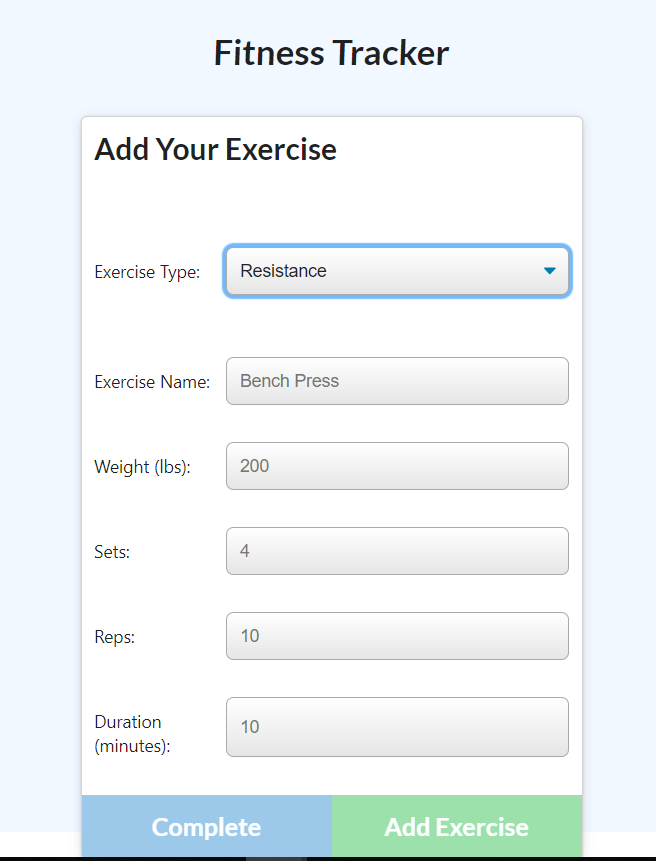 Fitness Tracker
Add Your Exercise
Exercise Type: Resistance
Exercise Name: Bench Press
Weight (lbs): 200
Sets: 4
Reps: 10
Duration
(minutes): 10
Complete Add Exercise